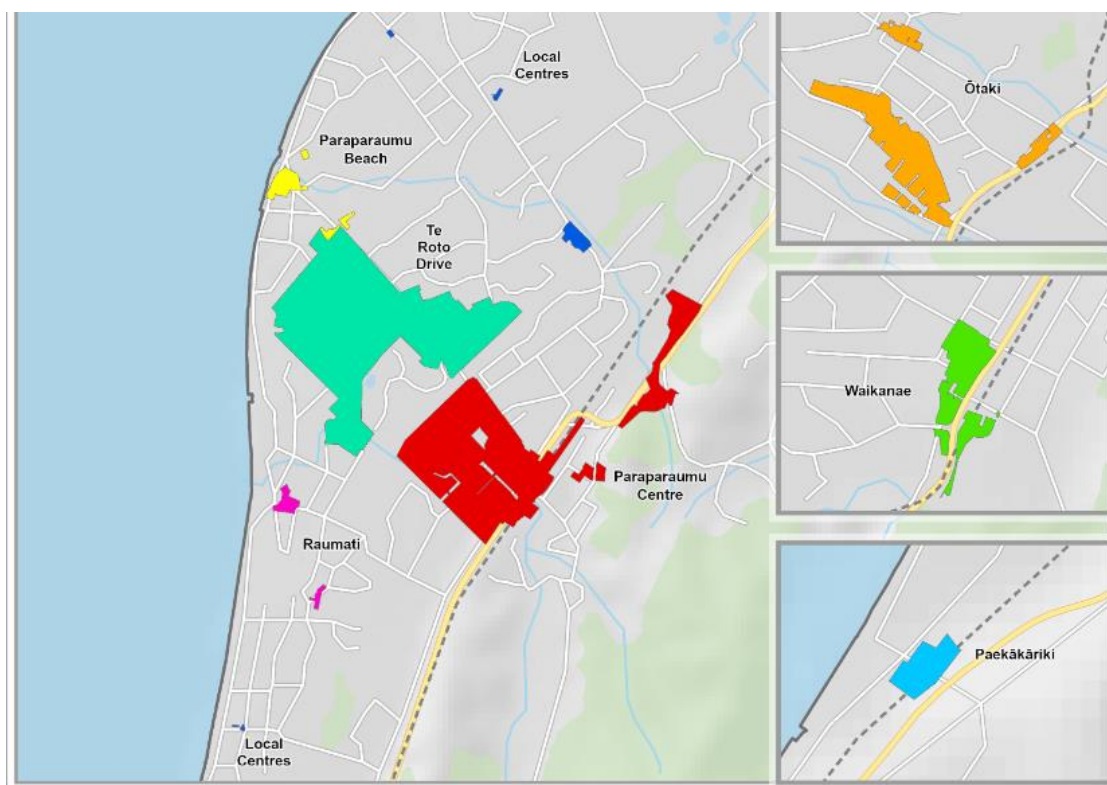 Local
Centres
Paraparaumu
Beach
Te
Roto
Drive
Paraparaumu
Centre
Raumati
Local
Centres
Ōtaki
Waikanae
Paekākāriki